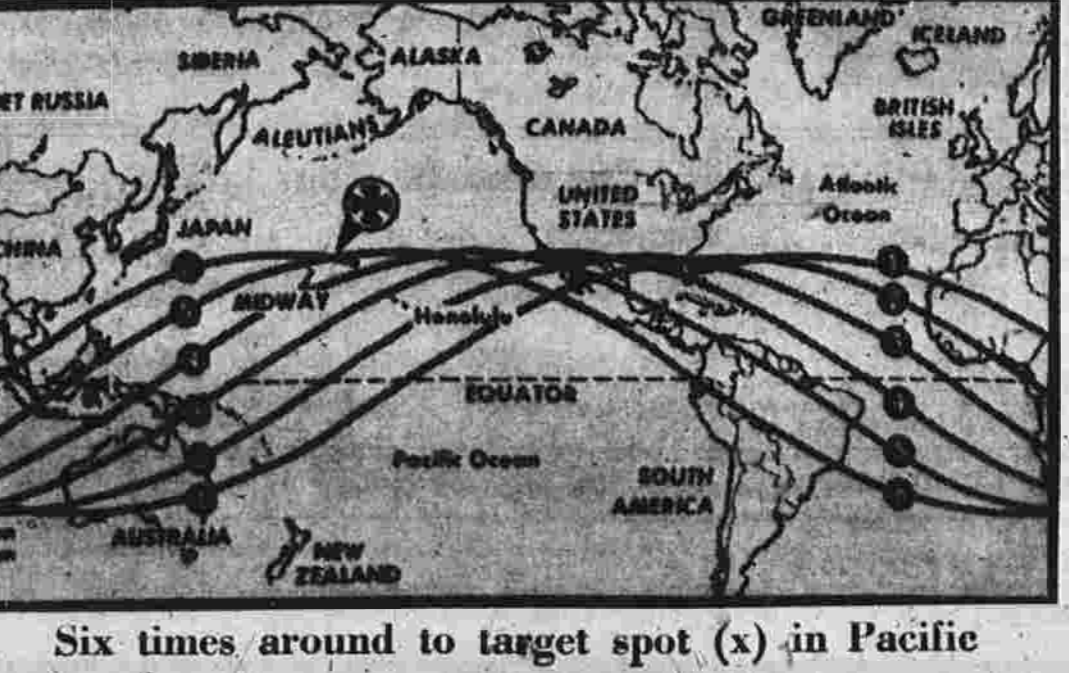 GREENLAND
ICELAND
SIBERIA
ALASKA
ET RUSSIA
BRITISH
ISLES
ALEUTIANS
CANADA
UNITED
STATES
Atlantic
Ocean
JAPAN
CHINA
MIDWAY
Honolulu
EQUATOR
Pacific Ocean
SOUTH
AMERICA
AUSTRALIA
NEW
ZEALAND
Six times around to target spot (x) in Pacific